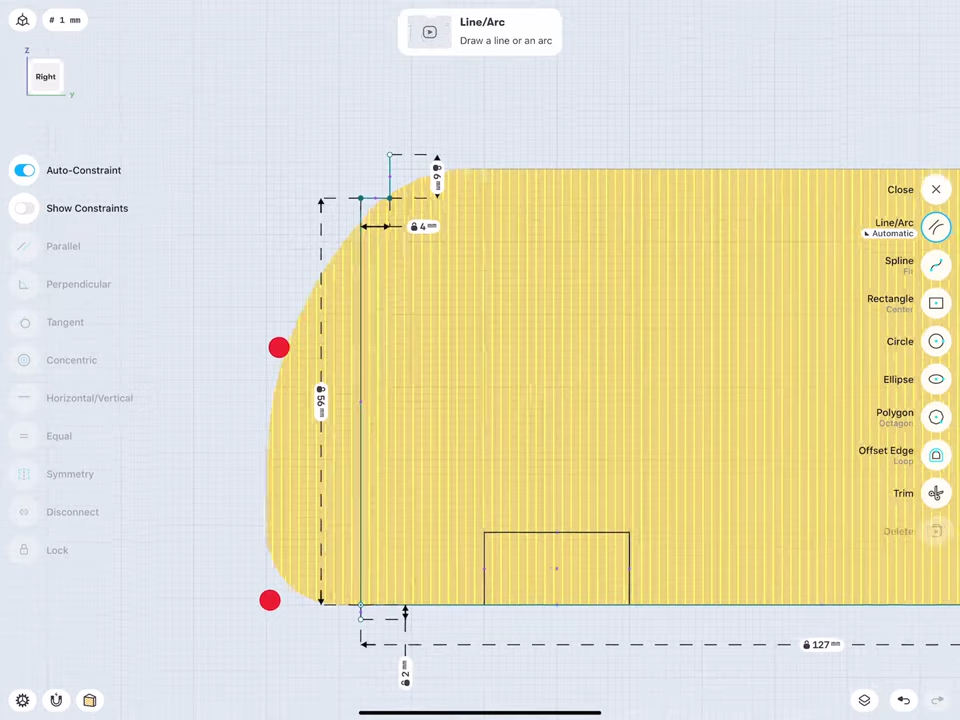 # 1 mm
Line/Arc
Draw a line or an arc
Z
Right
y
Auto-Constraint
Show Constraints
Parallel
Perpendicular
Tangent
Concentric
Horizontal/Vertical
Equal
Symmetry
Disconnect
Lock
6 mm
4 mm
56 mm
127 mm
2 mm
Close
Line/Arc
Automatic
Spline
Fit
Rectangle
Center
Circle
Ellipse
Polygon
Octagon
Offset Edge
Loop
Trim
Delete